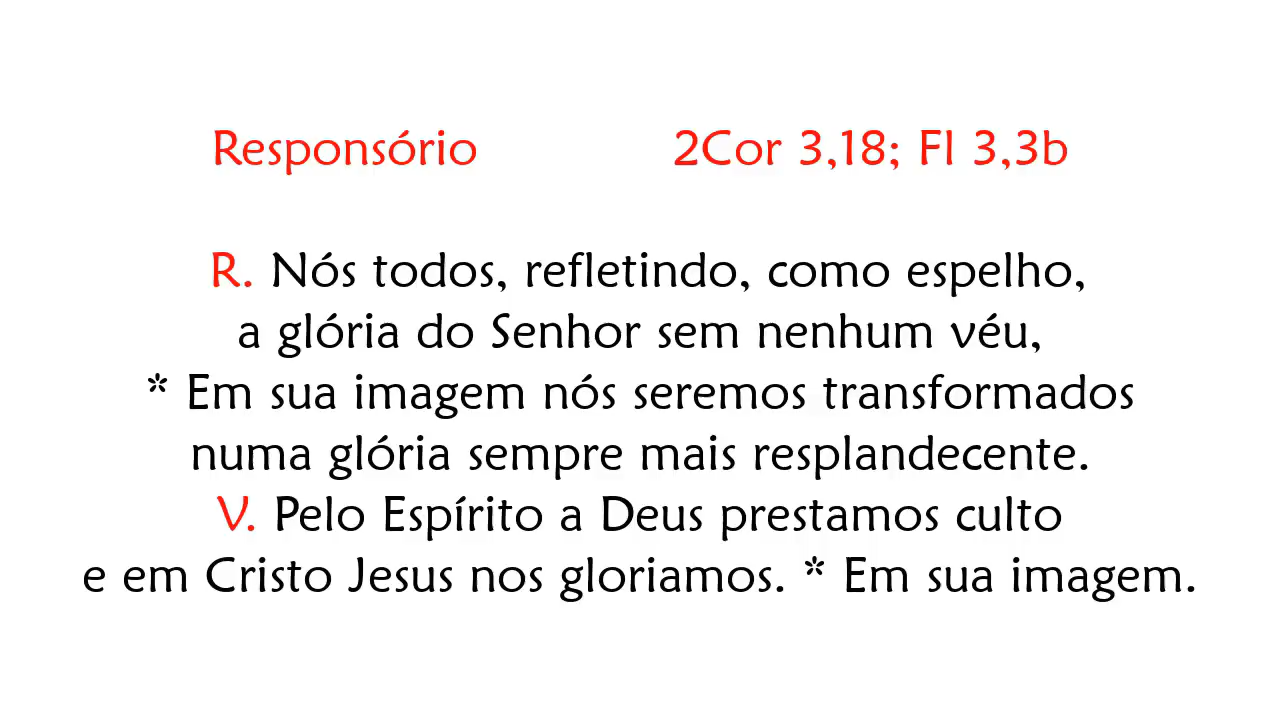 Responsório 2Cor 3,18; Fl 3,3b
R. Nós todos, refletindo, como espelho,
a glória do Senhor sem nenhum véu,
* Em sua imagem nós seremos transformados
numa glória sempre mais resplandecente.
V. Pelo Espírito a Deus prestamos culto
e em Cristo Jesus nos gloriamos. * Em sua imagem.